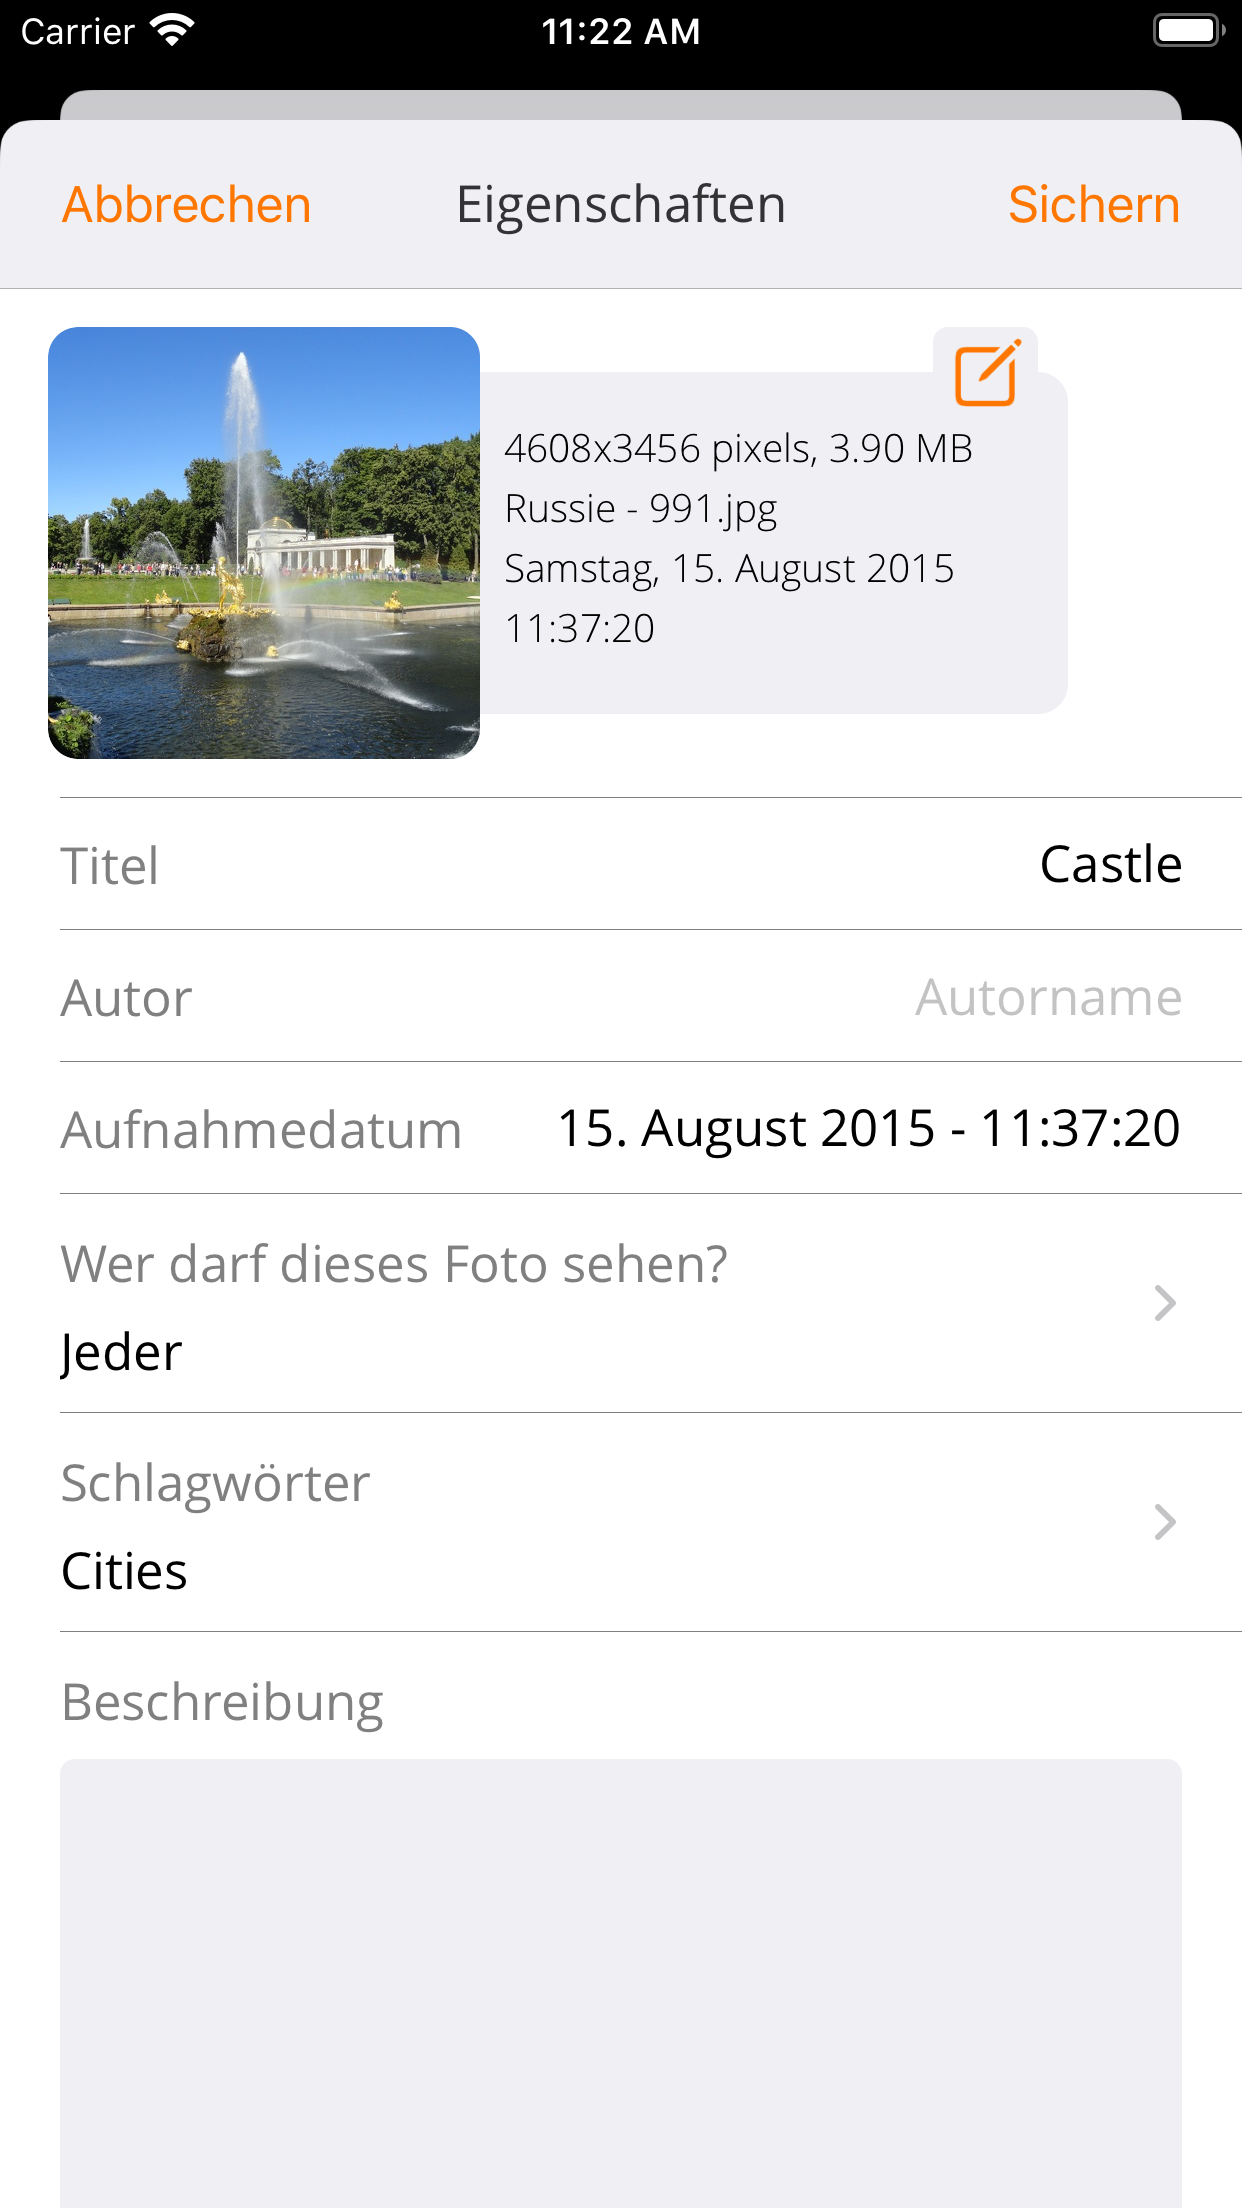 Carrier 11:22 AM
Abbrechen Eigenschaften Sichern
4608x3456 pixels, 3.90 MB
Russie - 991.jpg
Samstag, 15. August 2015
11:37:20
Titel Castle
Autor Autorname
Aufnahmedatum 15. August 2015 - 11:37:20
Wer darf dieses Foto sehen?
Jeder
Schlagwörter
Cities
Beschreibung